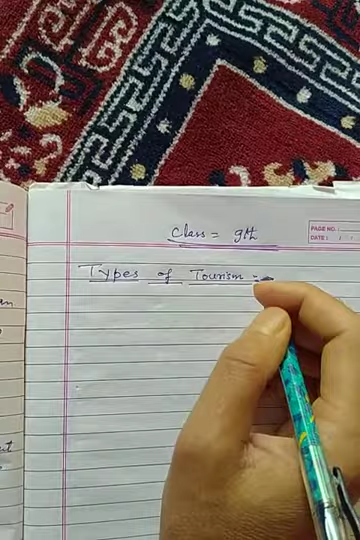 Class = 9th
PAGE NO.:
DATE:
Types of Tourism :-